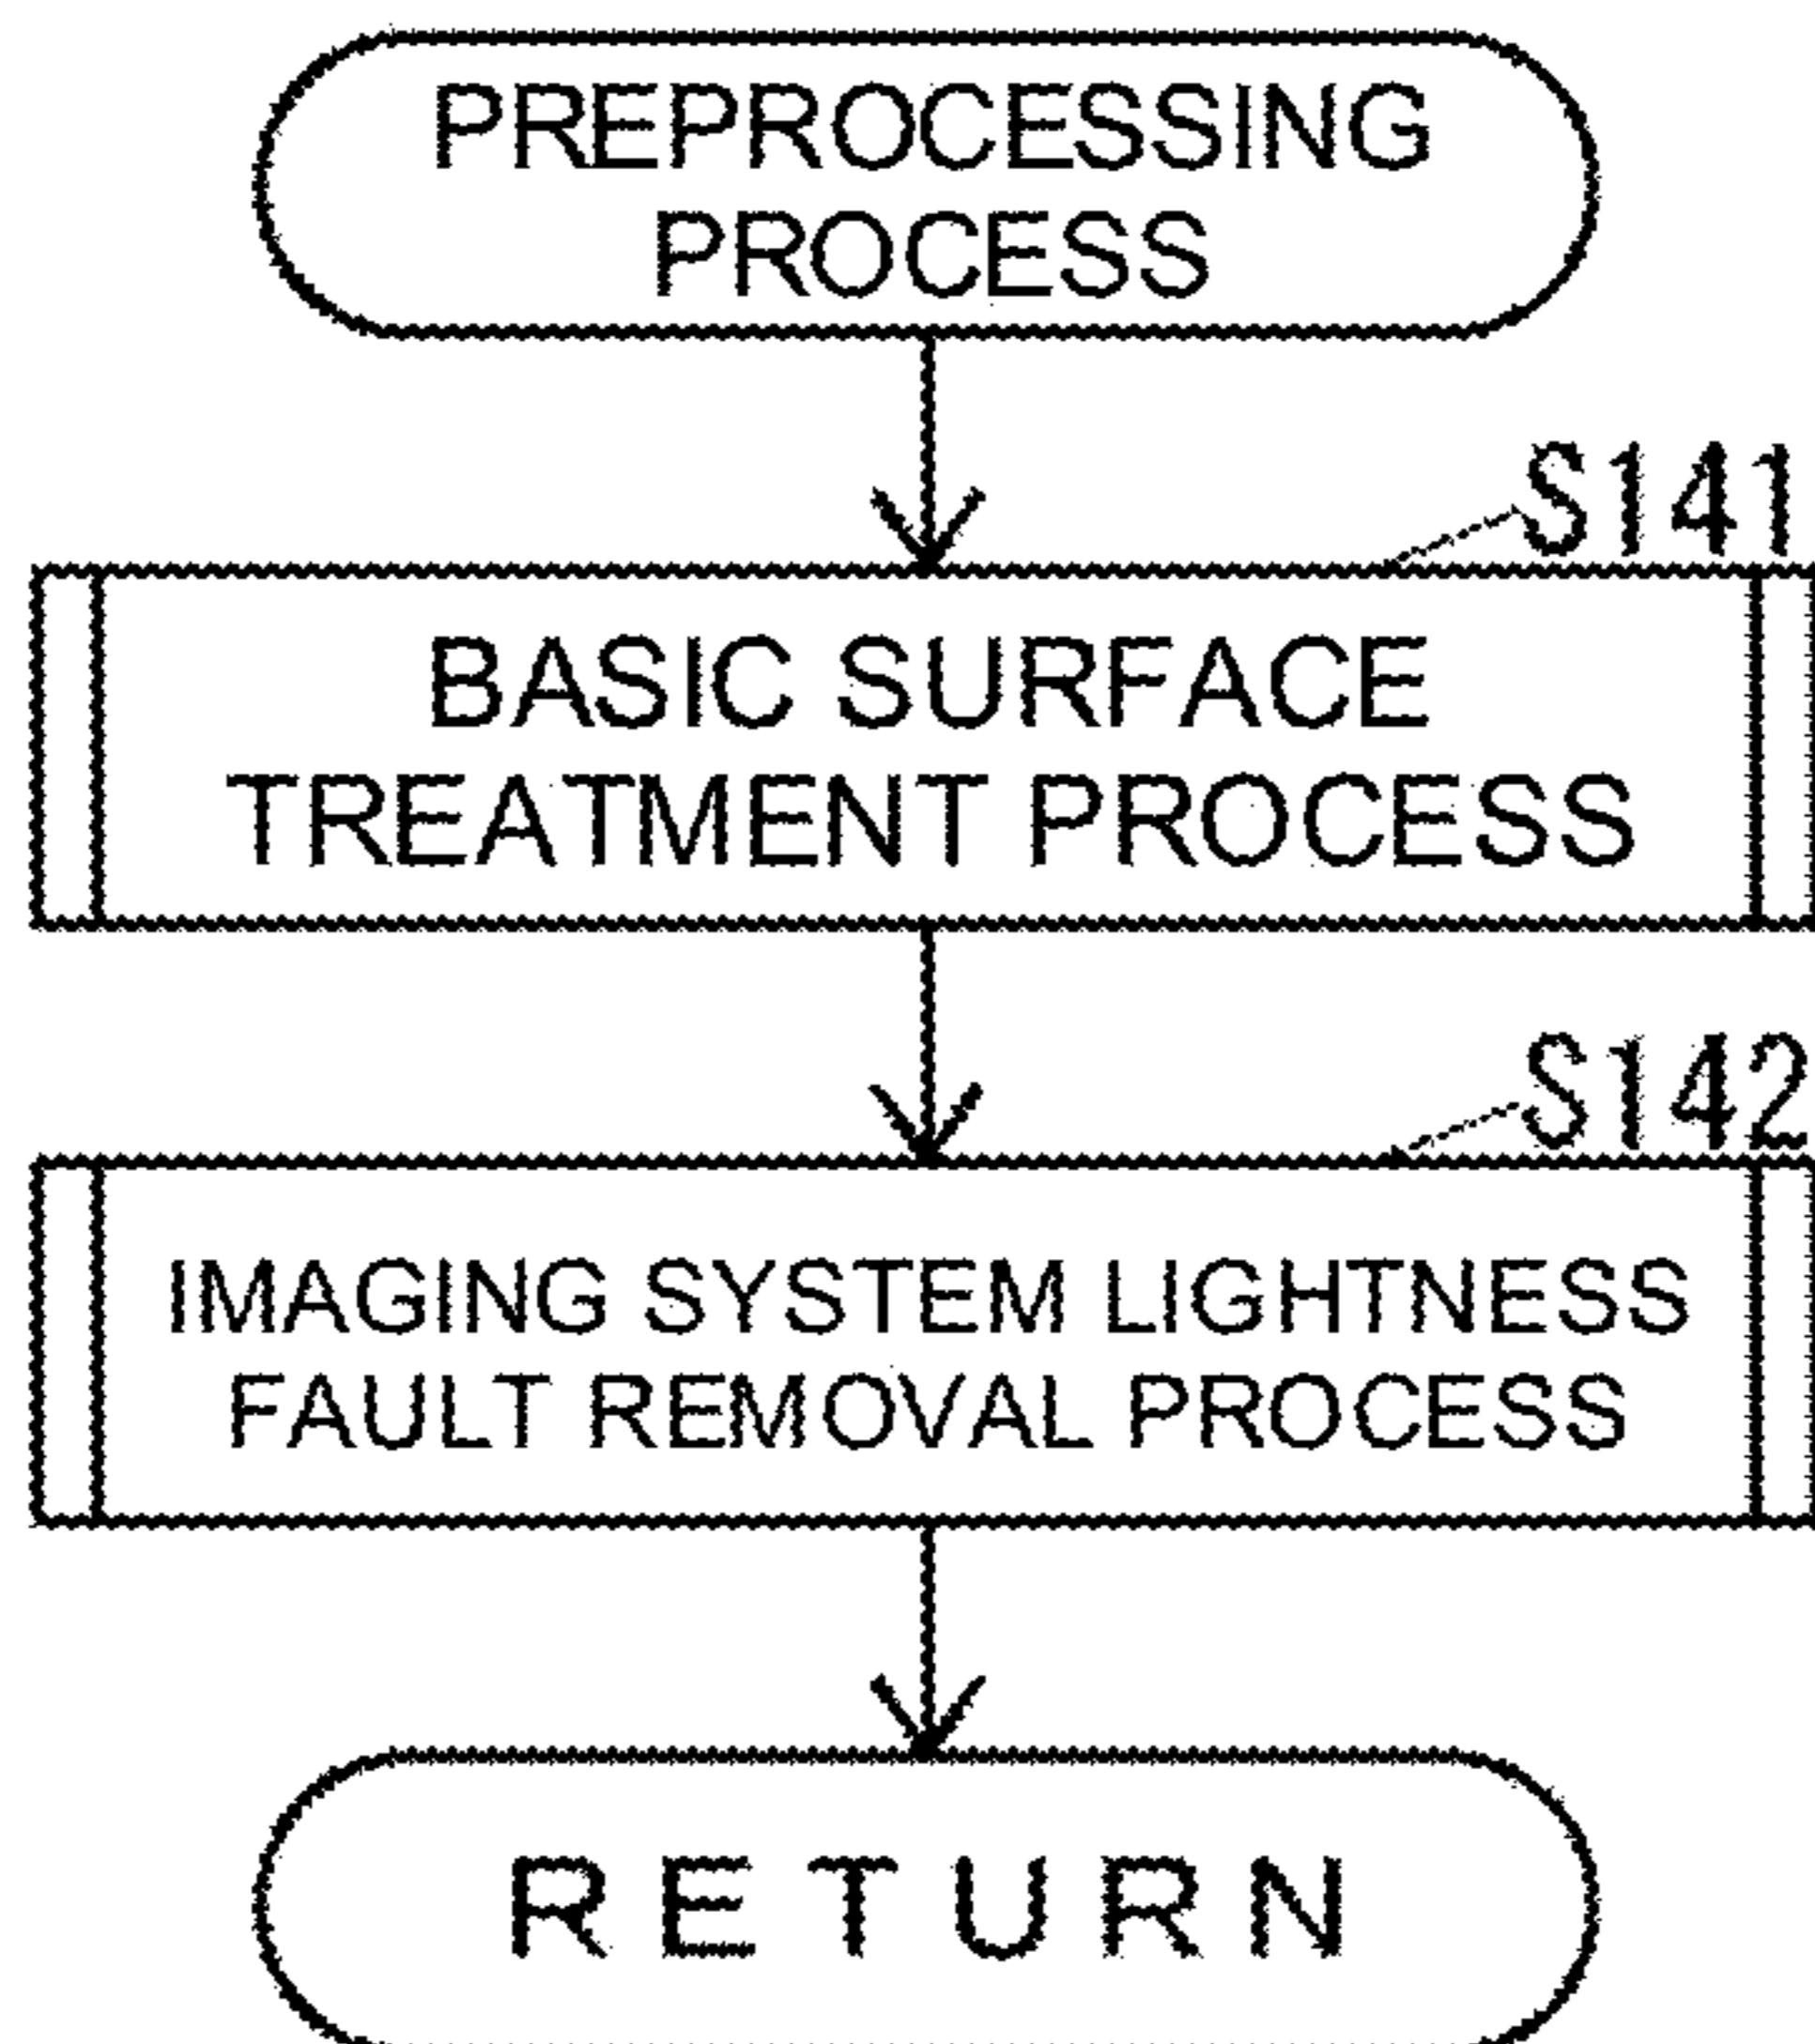 PREPROCESSING
PROCESS
S141
BASIC SURFACE
TREATMENT PROCESS
S142
IMAGING SYSTEM LIGHTNESS
FAULT REMOVAL PROCESS
RETURN